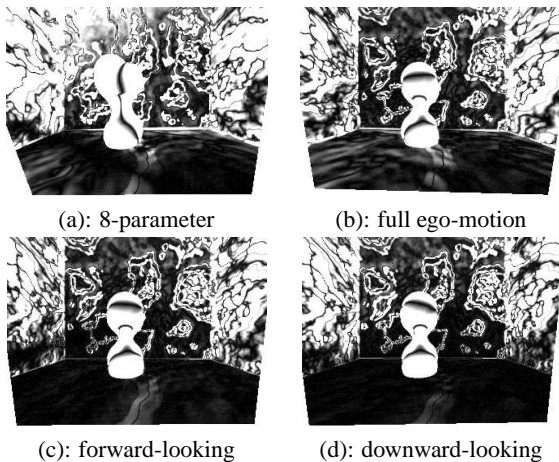 (a): 8-parameter
(b): full ego-motion
(c): forward-looking
(d): downward-looking